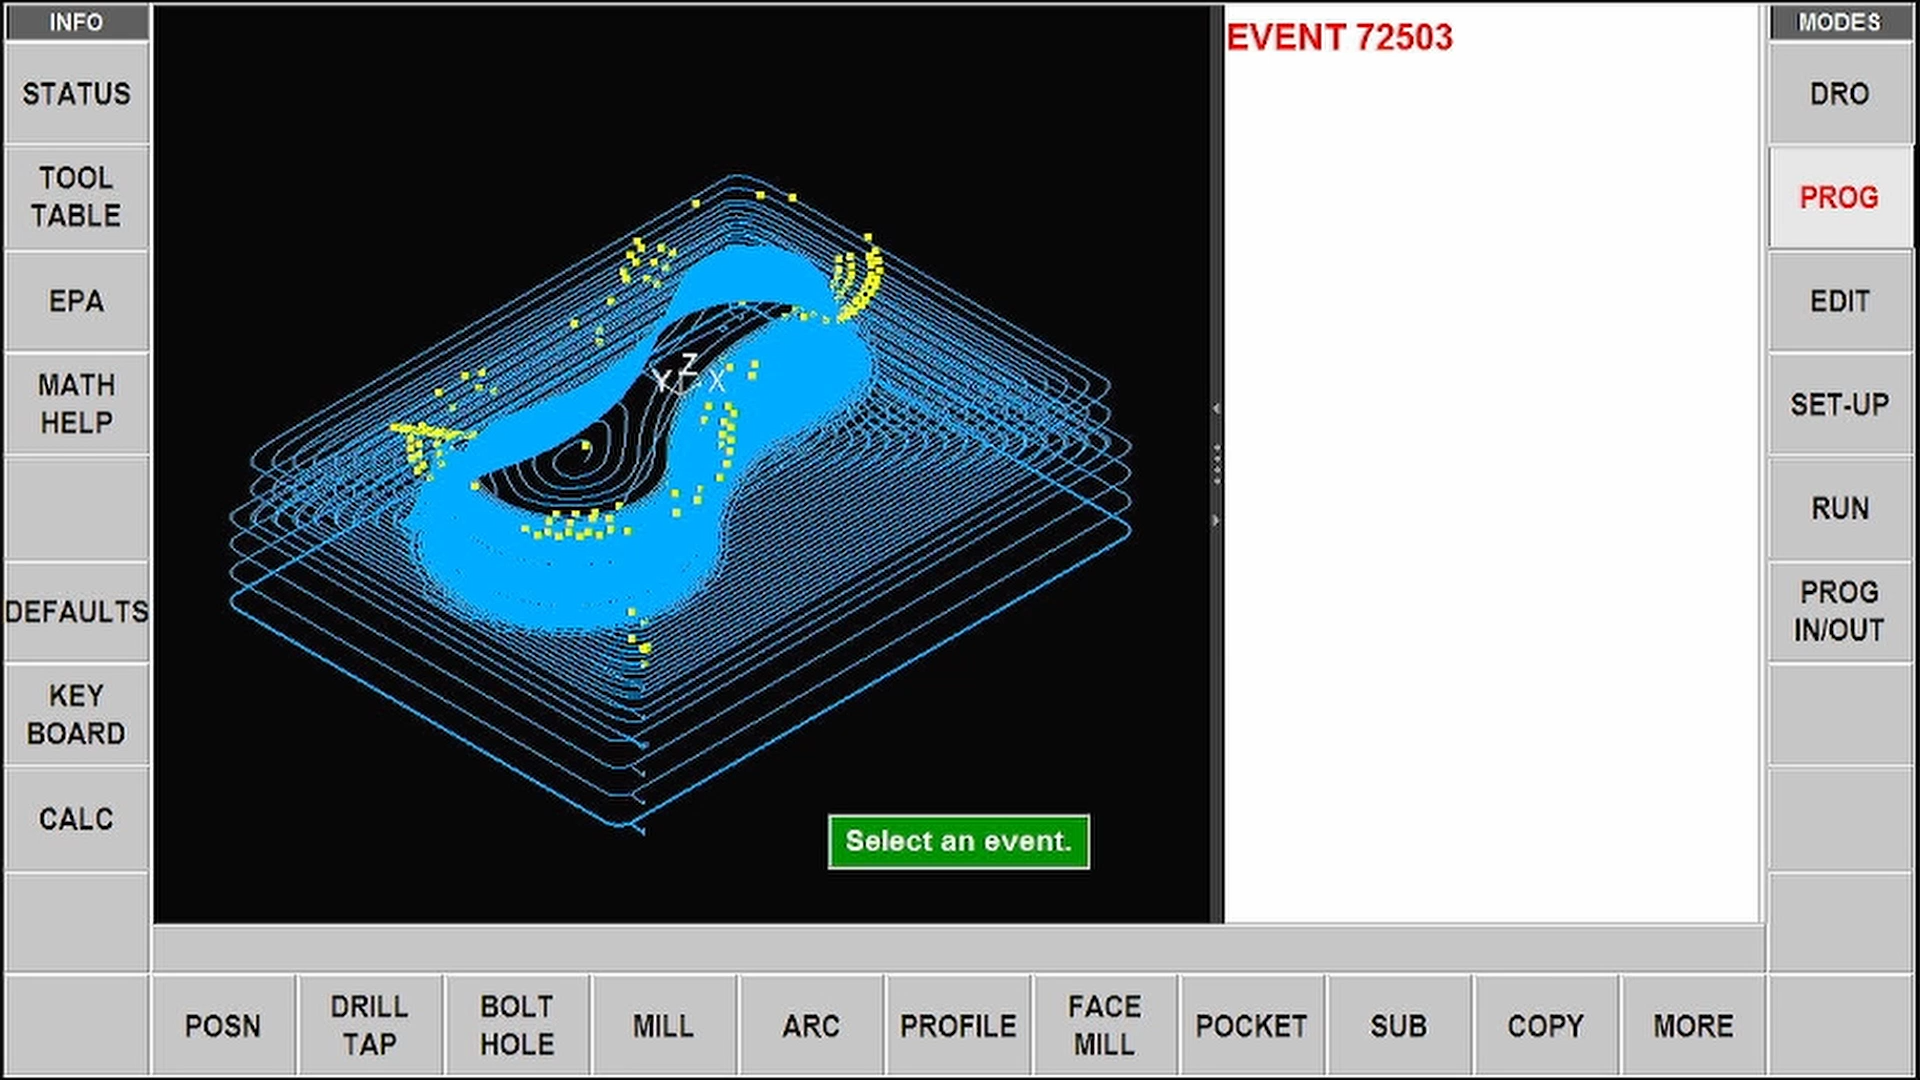 INFO
STATUS
TOOL
TABLE
EPA
MATH
HELP
DEFAULTS
KEY
BOARD
CALC
Z
Y
X
Select an event.
EVENT 72503
MODES
DRO
PROG
EDIT
SET-UP
RUN
PROG
IN/OUT
POSN
DRILL
TAP
BOLT
HOLE
MILL
ARC
PROFILE
FACE
MILL
POCKET
SUB
COPY
MORE